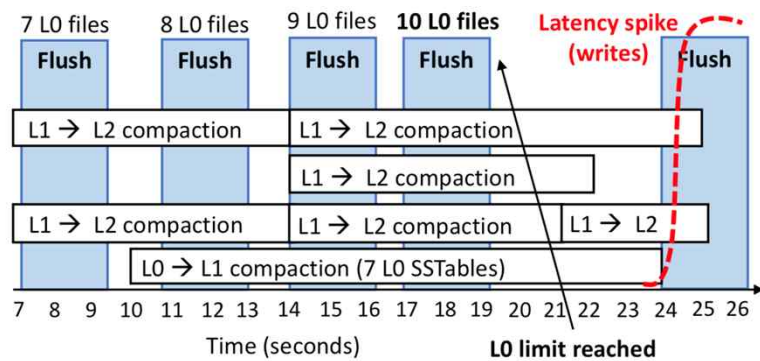 7 L0 files 8 L0 files 9 L0 files 10 L0 files Latency spike
(writes)
Flush Flush Flush Flush Flush
L1 → L2 compaction L1 → L2 compaction
L1 → L2 compaction
L1 → L2 compaction L1 → L2 compaction L1 → L2
L0 → L1 compaction (7 L0 SSTables)
7 8 9 10 11 12 13 14 15 16 17 18 19 20 21 22 23 24 25 26
Time (seconds) L0 limit reached